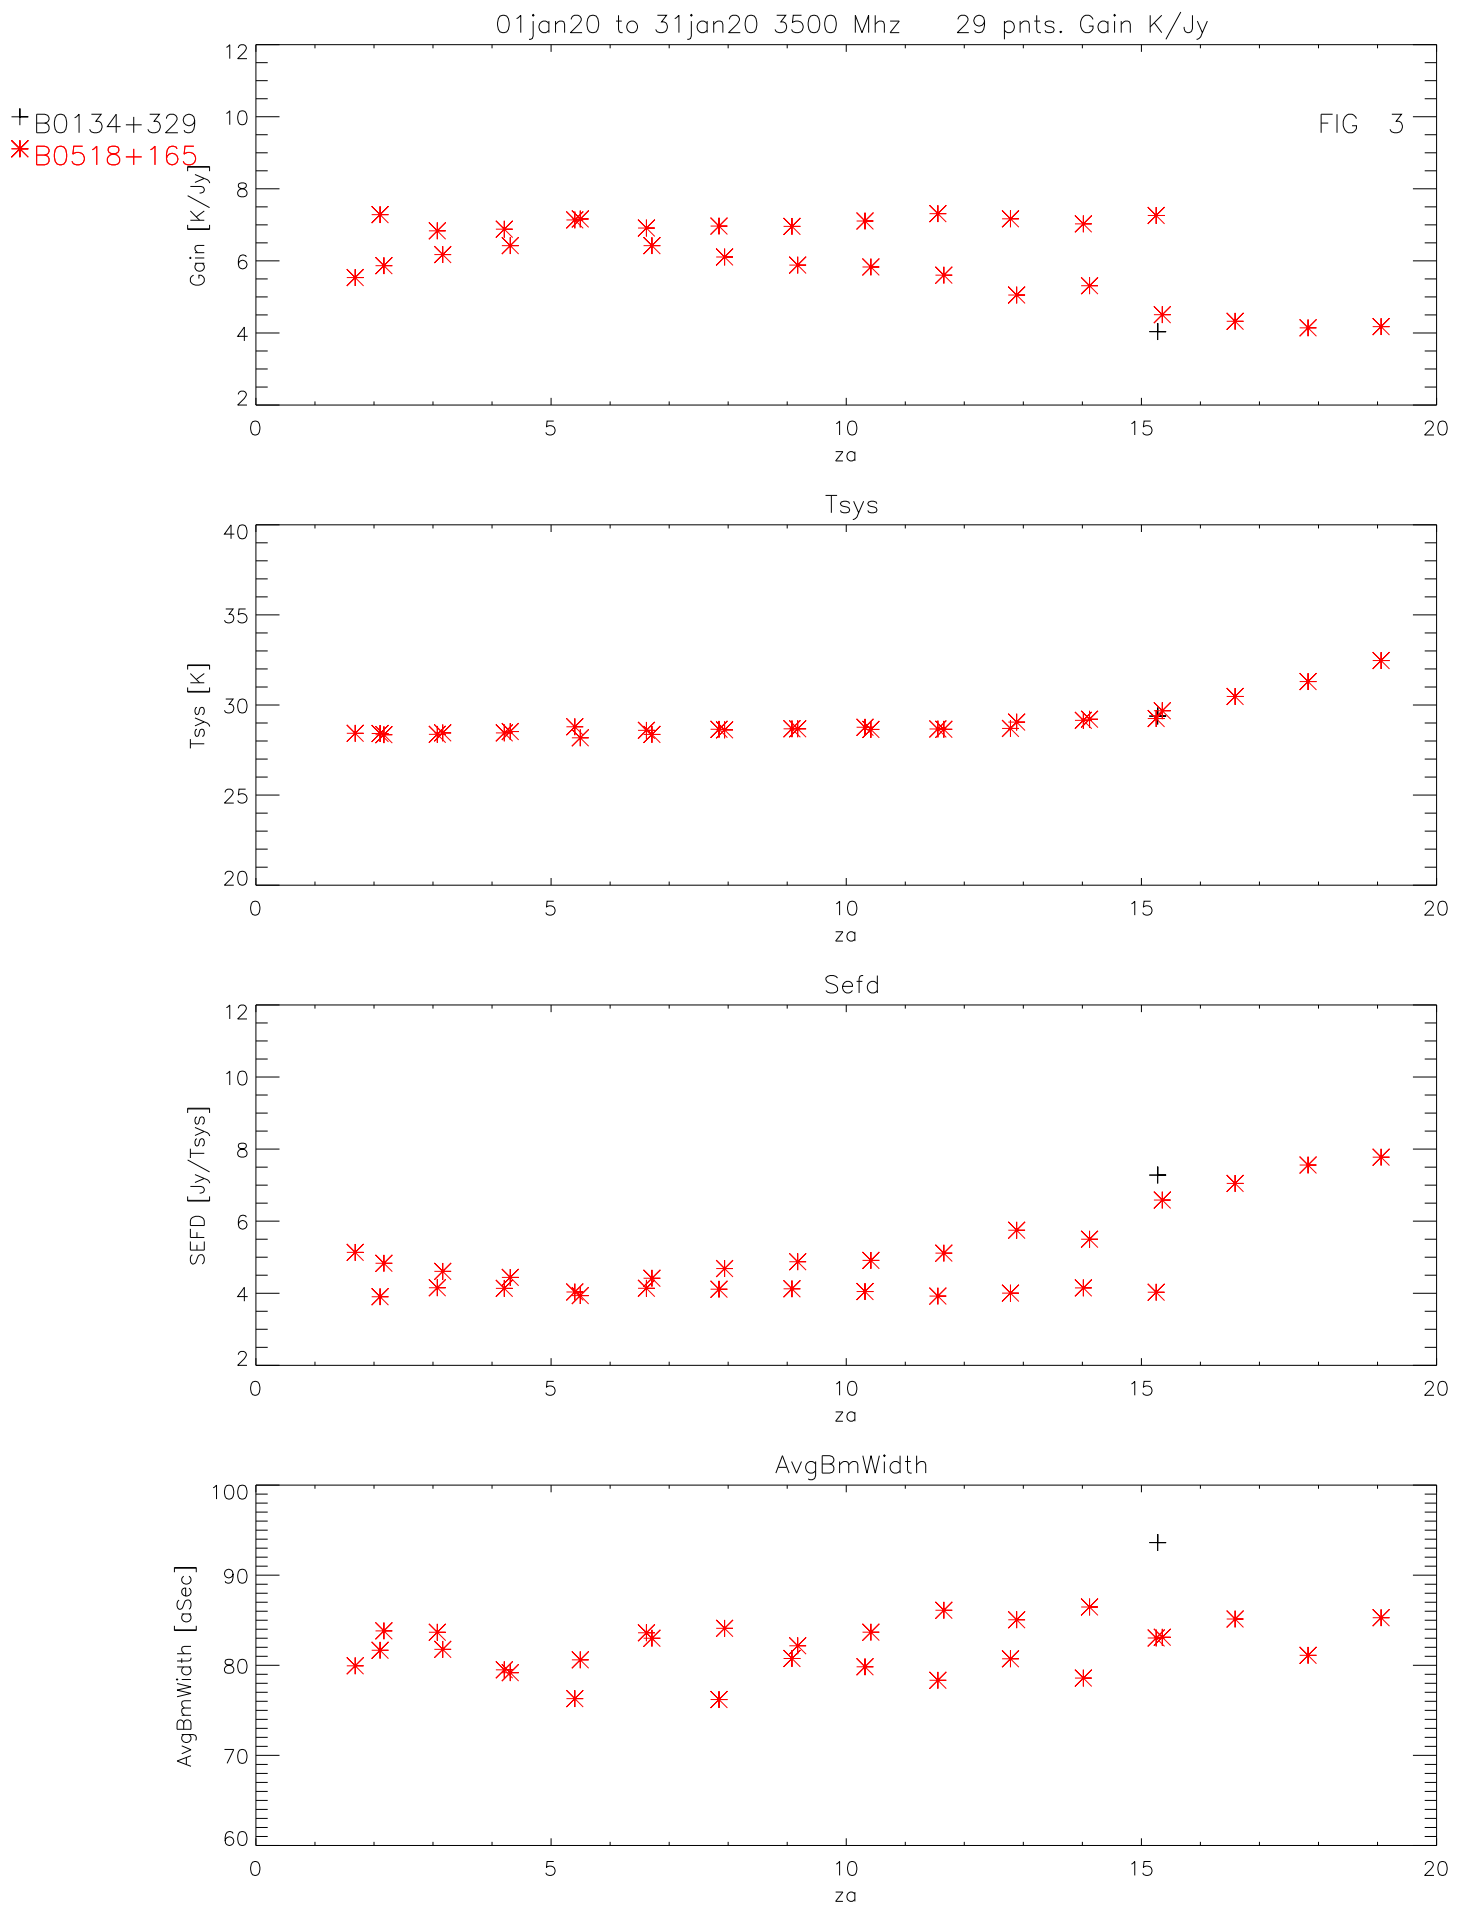 01jan20 to 31jan20 3500 Mhz    29 pnts. Gain K/Jy
+B0134+329
*B0518+165
FIG  3
Gain [K/Jy]
12
10
8
6
4
2
0 5 10 15 20
za
Tsys
Tsys [K]
40
35
30
25
20
0 5 10 15 20
za
Sefd
SEFD [Jy/Tsys]
12
10
8
6
4
2
0 5 10 15 20
za
AvgBmWidth
AvgBmWidth [aSec]
100
90
80
70
60
0 5 10 15 20
za